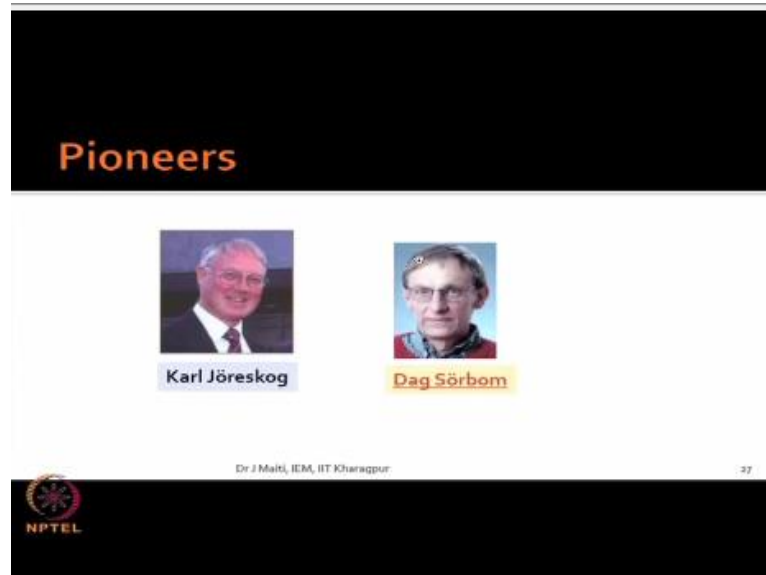 Pioneers
Karl Jöreskog
Dag Sörbom
Dr J Maiti, IEM, IIT Kharagpur
27
NPTEL